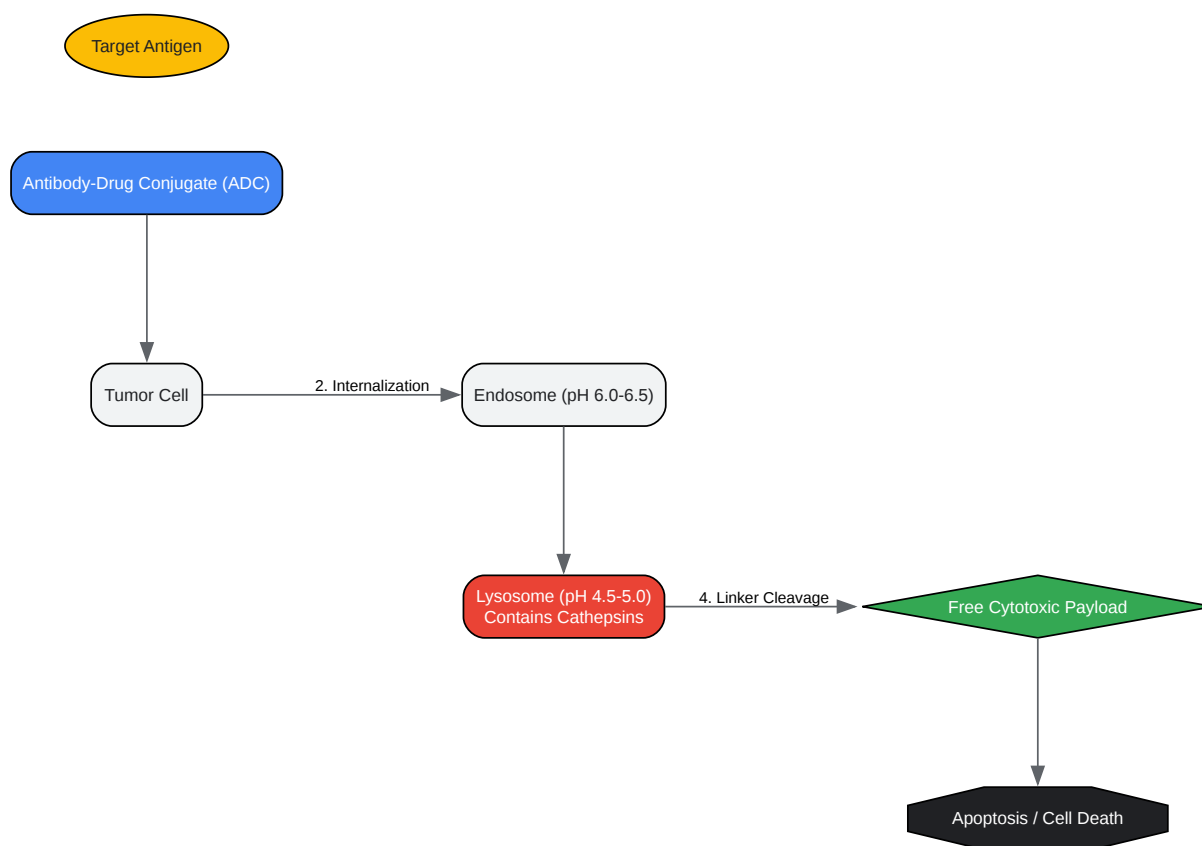 Target Antigen
Antibody-Drug Conjugate (ADC)
Tumor Cell
2. Internalization
Endosome (pH 6.0-6.5)
Lysosome (pH 4.5-5.0)
Contains Cathepsins
4. Linker Cleavage
Free Cytotoxic Payload
Apoptosis / Cell Death